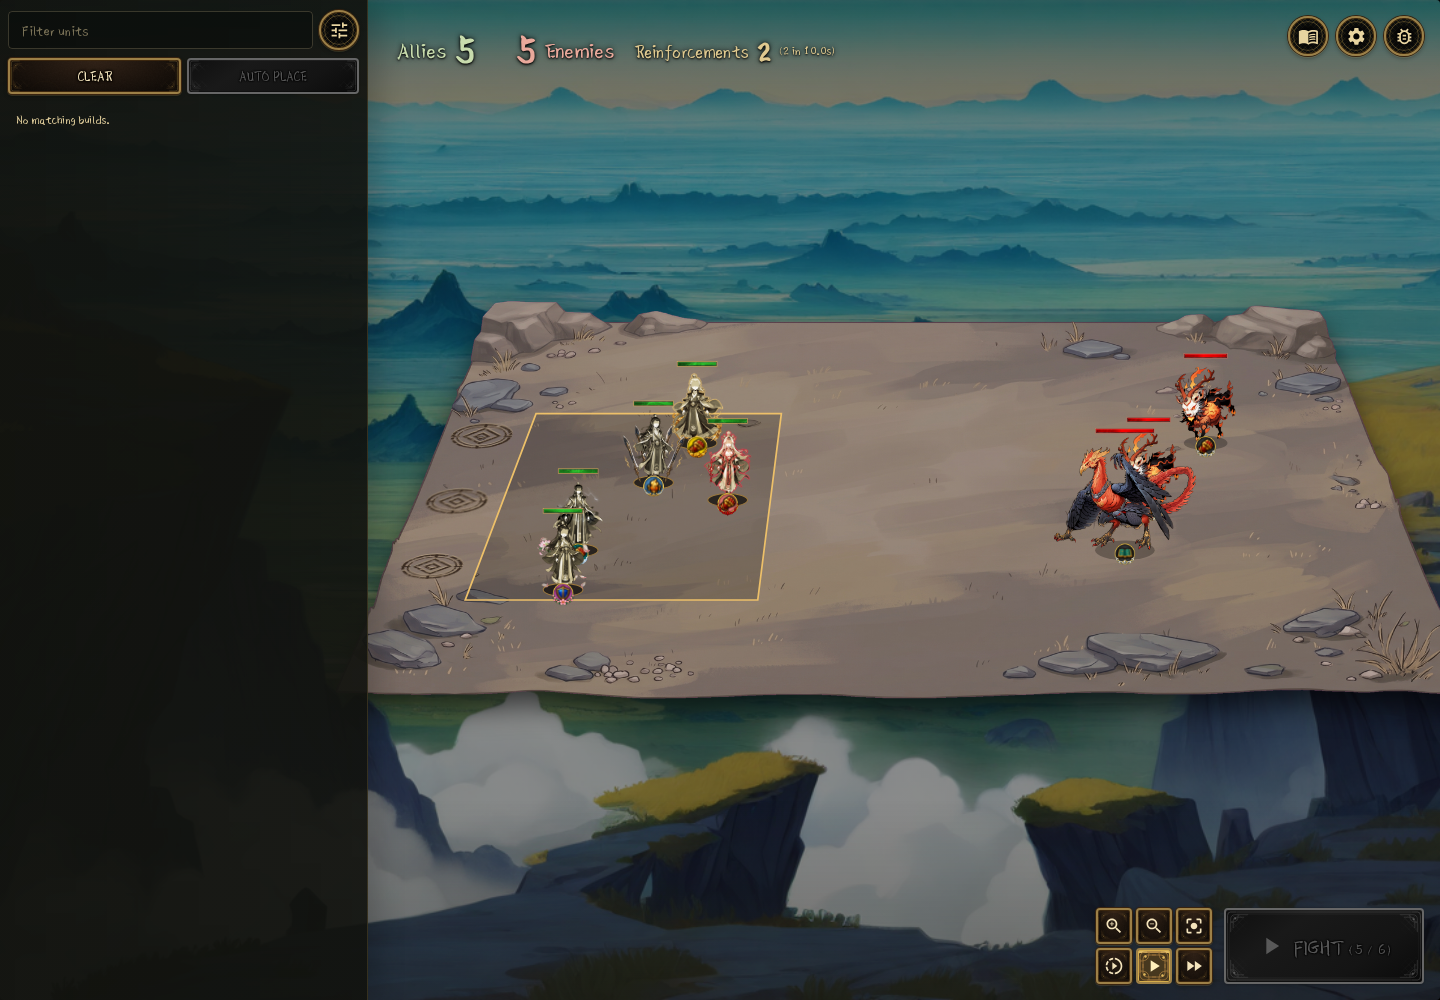 Filter units
CLEAR
AUTO PLACE
No matching builds.
Allies 5
5 Enemies
Reinforcements 2 (2 in 10.0s)
FIGHT (5 / 6)